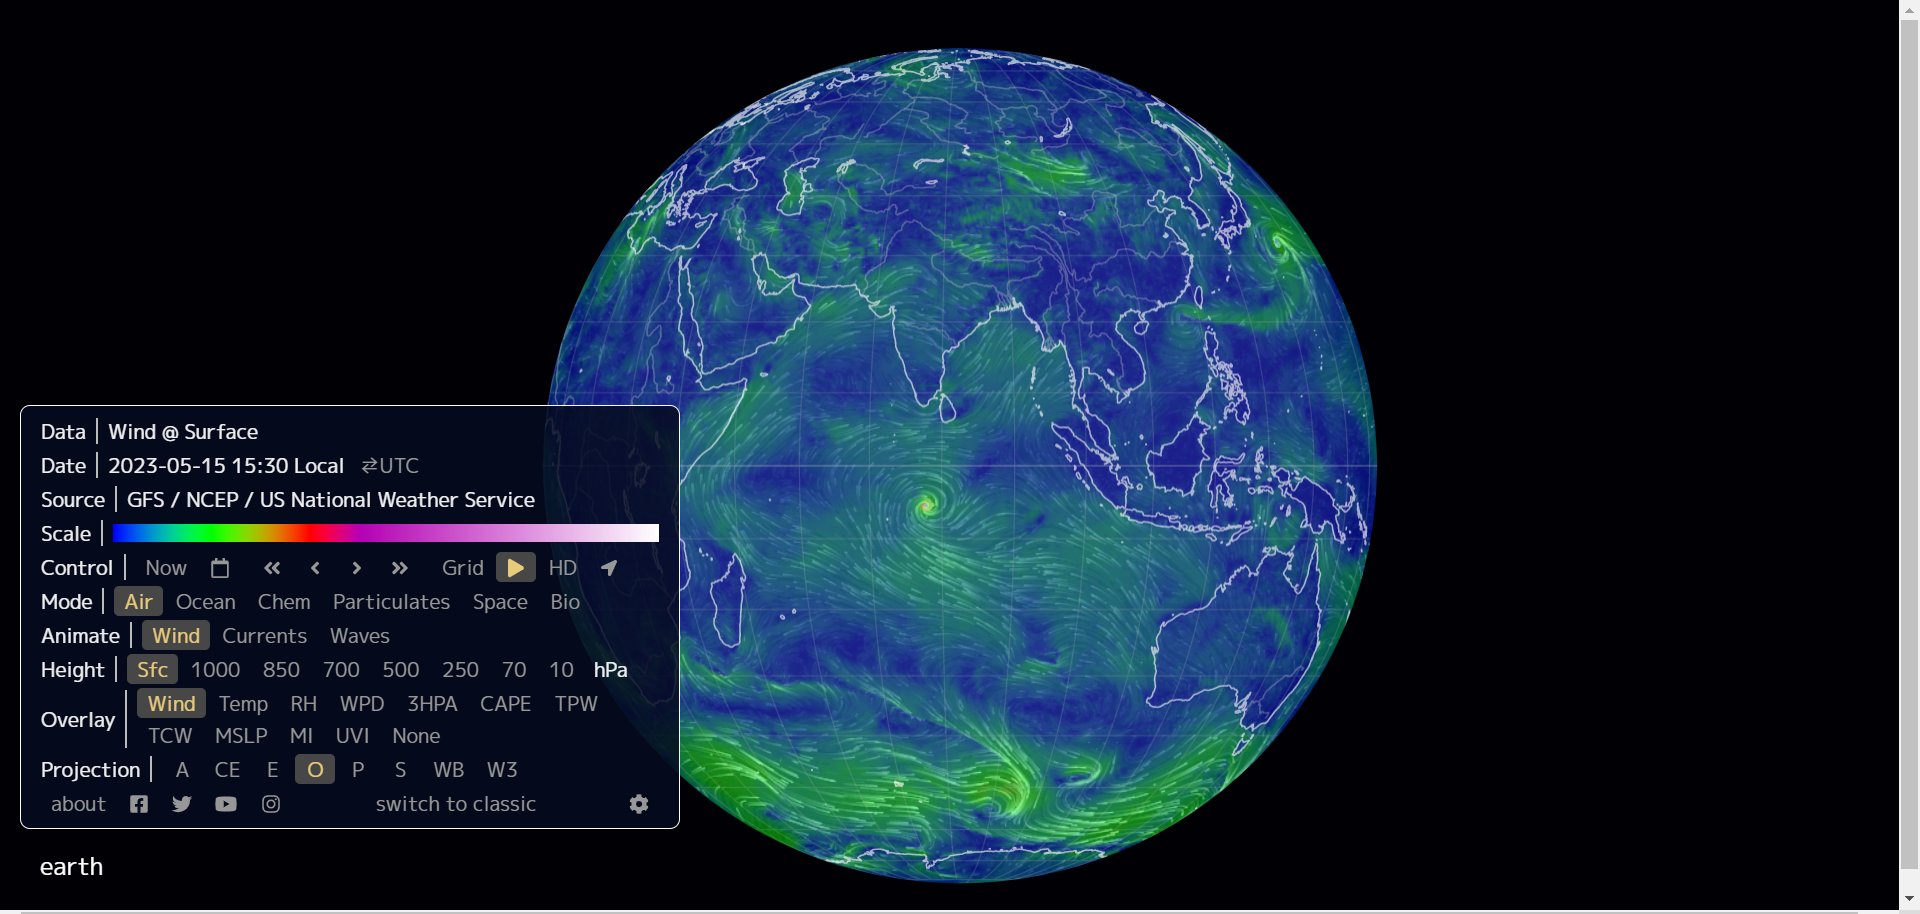 Data | Wind @ Surface
Date | 2023-05-15 15:30 Local ⇄UTC
Source | GFS / NCEP / US National Weather Service
Scale |
Control | Now Grid HD
Mode | Air Ocean Chem Particulates Space Bio
Animate | Wind Currents Waves
Height | Sfc 1000 850 700 500 250 70 10 hPa
Overlay | Wind Temp RH WPD 3HPA CAPE TPW
TCW MSLP MI UVI None
Projection | A CE E O P S WB W3
about switch to classic
earth